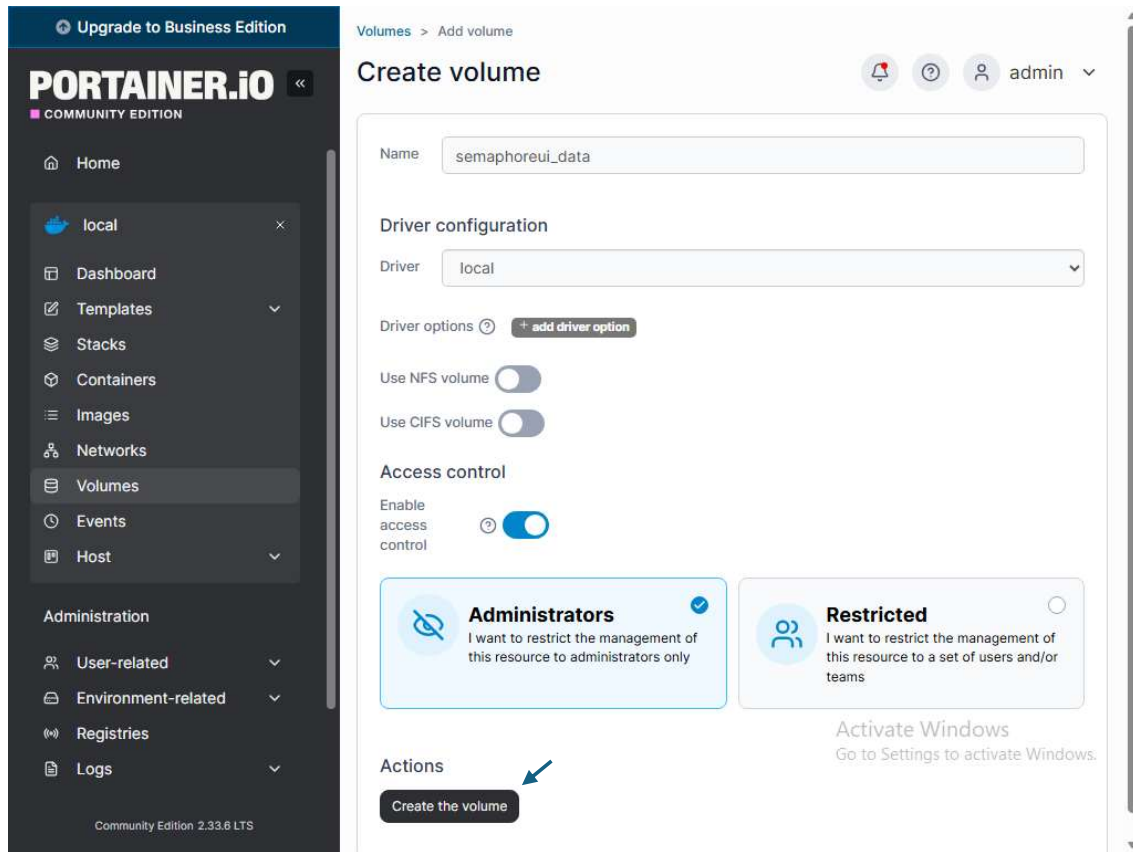 Upgrade to Business Edition
PORTAINER.iO
COMMUNITY EDITION
Home
local
Dashboard
Templates
Stacks
Containers
Images
Networks
Volumes
Events
Host
Administration
User-related
Environment-related
Registries
Logs
Community Edition 2.33.6 LTS
Volumes > Add volume
Create volume
admin
Name semaphoreui_data
Driver configuration
Driver local
Driver options + add driver option
Use NFS volume
Use CIFS volume
Access control
Enable
access
control
Administrators
I want to restrict the management of
this resource to administrators only
Restricted
I want to restrict the management of
this resource to a set of users and/or
teams
Activate Windows
Go to Settings to activate Windows.
Actions
Create the volume